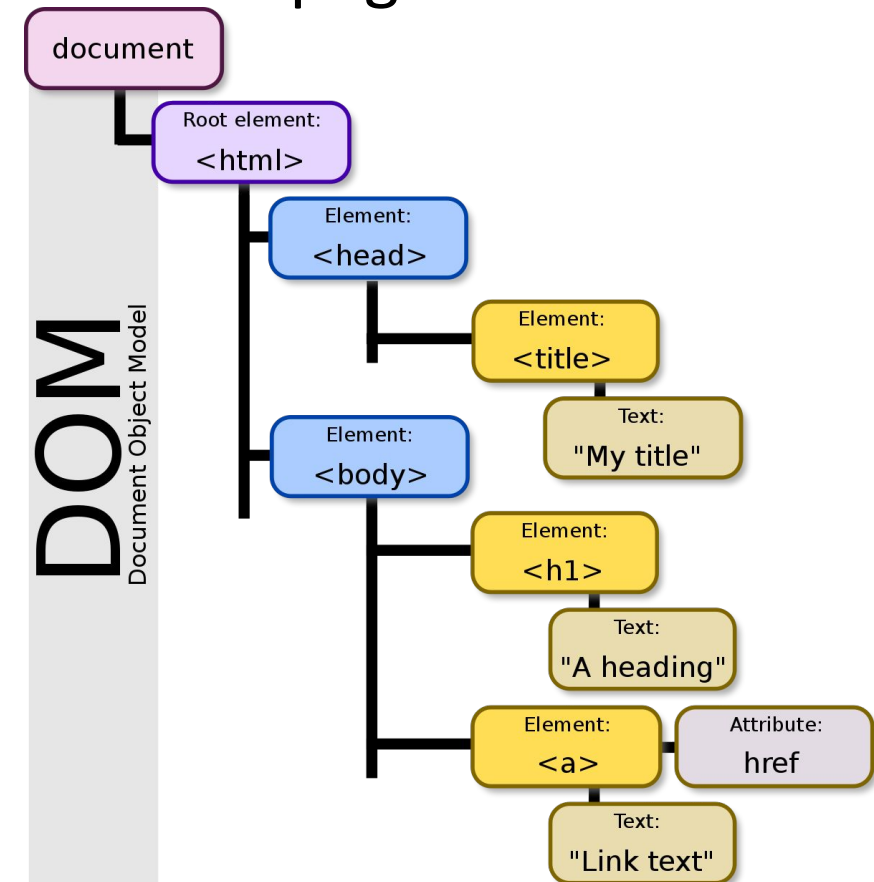 document
Root element:
<html>
Element:
<head>
Element:
<title>
Text:
"My title"
Element:
<body>
Element:
<h1>
Text:
"A heading"
Element:
<a>
Attribute:
href
Text:
"Link text"
DOM
Document Object Model